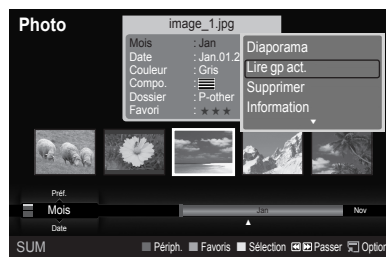 Photo
image_1.jpg
Mois : Jan
Date : Jan.01.2
Couleur : Gris
Compo. :
Dossier : P-other
Favori : ★ ★ ★
Diaporama
Lire gp act.
Supprimer
Information
Préf.
Mois
Date
Jan
Nov
SUM
Périph. Favoris Sélection Passer Option